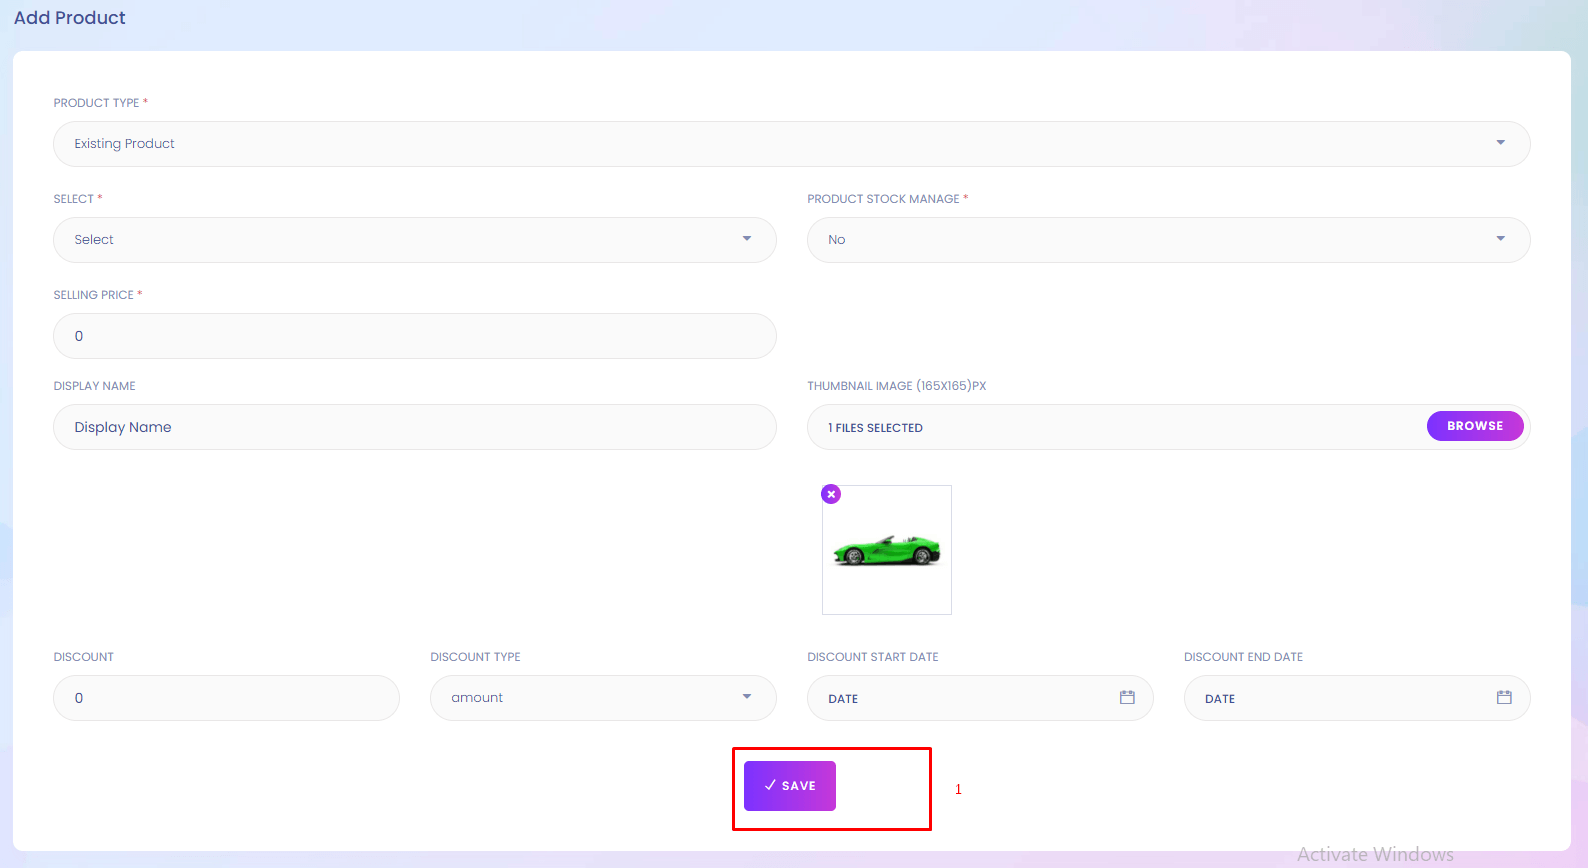 Add Product
PRODUCT TYPE *
Existing Product
SELECT *
PRODUCT STOCK MANAGE *
Select
No
SELLING PRICE *
0
DISPLAY NAME
THUMBNAIL IMAGE (165X165)PX
Display Name
1 FILES SELECTED
BROWSE
DISCOUNT
DISCOUNT TYPE
DISCOUNT START DATE
DISCOUNT END DATE
0
amount
DATE
DATE
✓ SAVE
1
Activate Windows